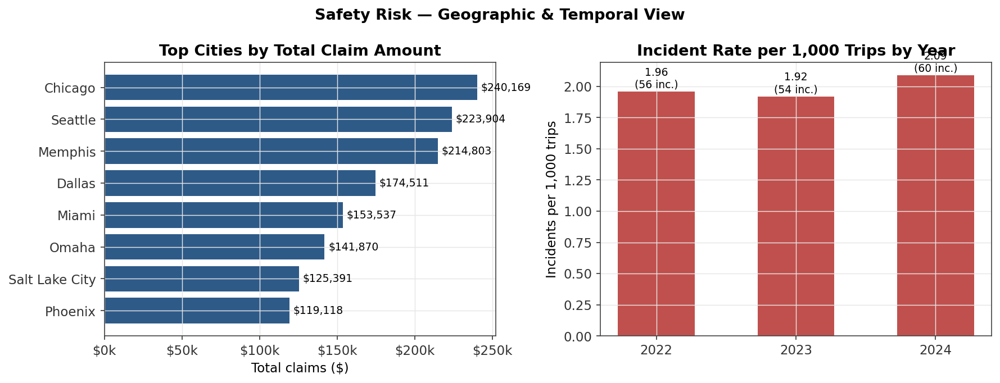 Safety Risk — Geographic & Temporal View
Top Cities by Total Claim Amount
Chicago
$240,169
Seattle
$223,904
Memphis
$214,803
Dallas
$174,511
Miami
$153,537
Omaha
$141,870
Salt Lake City
$125,391
Phoenix
$119,118
$0k
$50k
$100k
$150k
$200k
$250k
Total claims ($)
Incident Rate per 1,000 Trips by Year
1.96
(56 inc.)
1.92
(54 inc.)
2.09
(60 inc.)
2.00
1.75
1.50
1.25
1.00
0.75
0.50
0.25
0.00
Incidents per 1,000 trips
2022
2023
2024